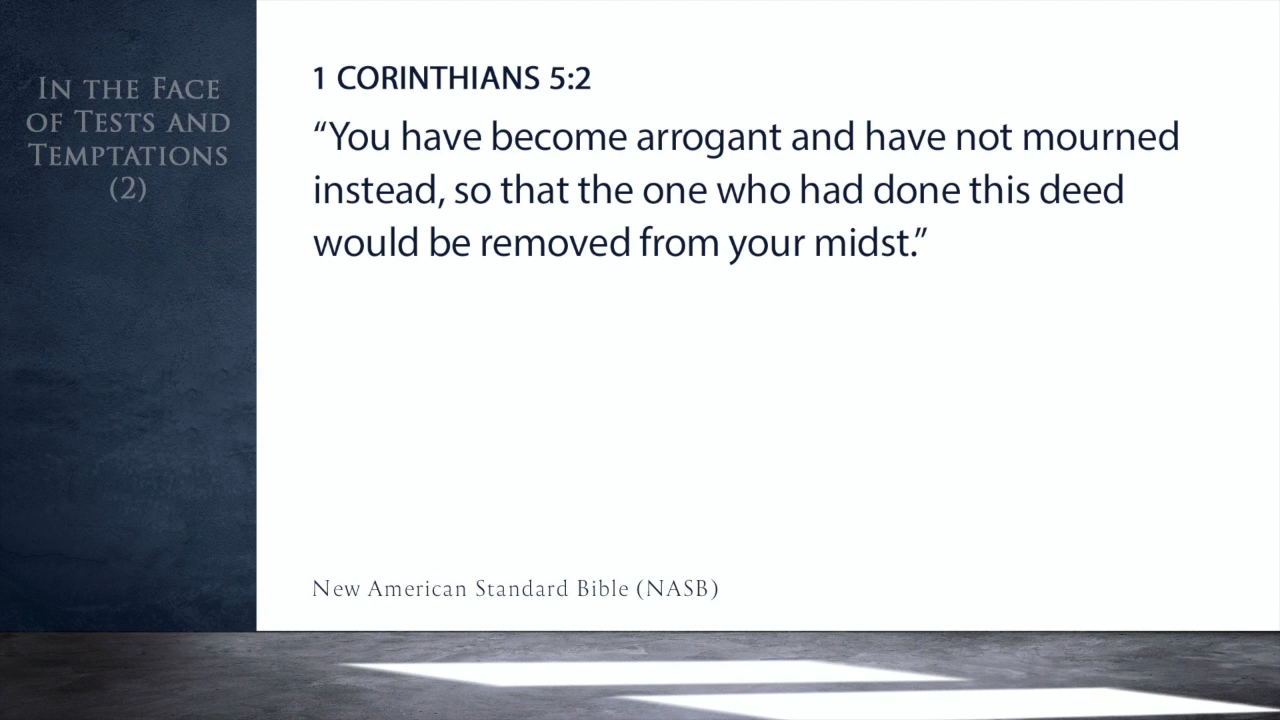 IN THE FACE
OF TESTS AND
TEMPTATIONS
(2)
1 CORINTHIANS 5:2
“You have become arrogant and have not mourned
instead, so that the one who had done this deed
would be removed from your midst.”
New American Standard Bible (NASB)